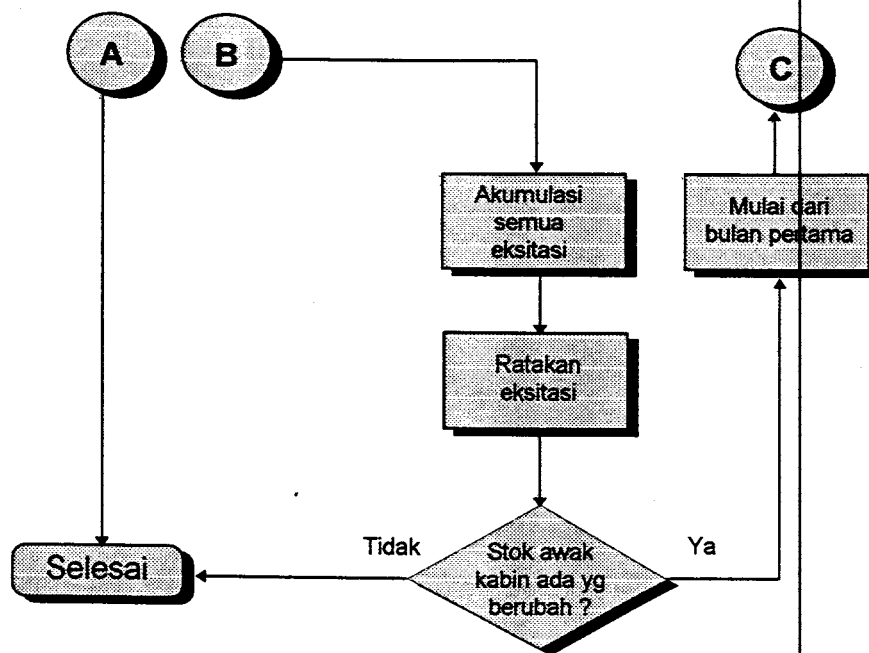 A
B
C
Akumulasi
semua
eksitasi
Mulai dari
bulan pertama
Ratakan
eksitasi
Tidak
Stok awak
kabin ada yg
berubah ?
Ya
Selesai